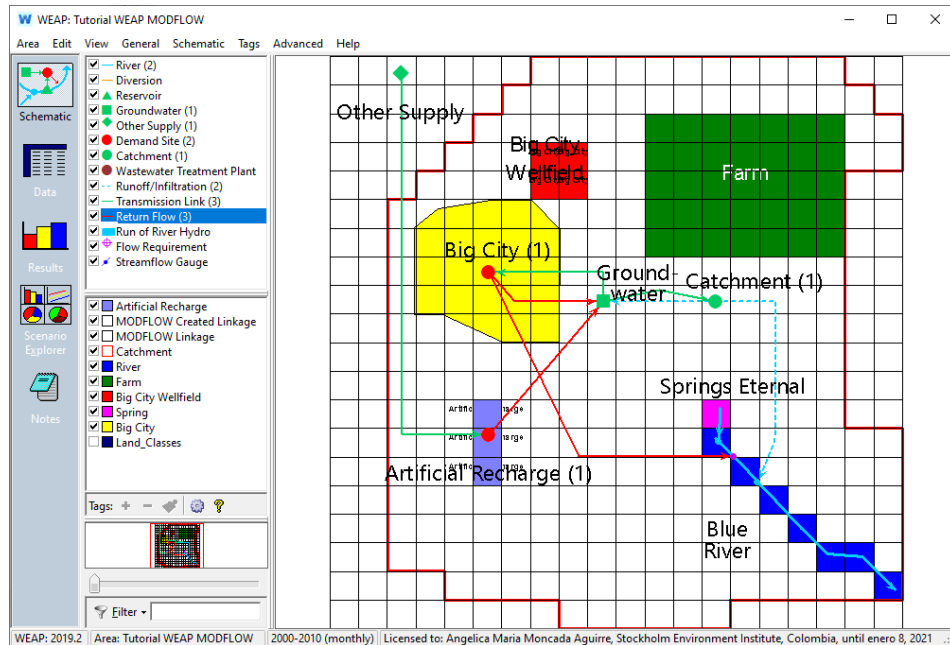 WEAP: Tutorial WEAP MODFLOW
Area Edit View General Schematic Tags Advanced Help
Schematic
Data
Results
Scenario
Explorer
Notes
River (2)
Diversion
Reservoir
Groundwater (1)
Other Supply (1)
Demand Site (2)
Catchment (1)
Wastewater Treatment Plant
Runoff/Infiltration (2)
Transmission Link (3)
Return Flow (3)
Run of River Hydro
Flow Requirement
Streamflow Gauge
Artificial Recharge
MODFLOW Created Linkage
MODFLOW Linkage
Catchment
River
Farm
Big City Wellfield
Spring
Big City
Land_Classes
Tags:
Filter
Other Supply
Big City
Wellfield
Farm
Big City (1)
Ground-
water
Catchment (1)
Springs Eternal
Artificial Recharge (1)
Blue
River
WEAP: 2019.2 Area: Tutorial WEAP MODFLOW 2000-2010 (monthly) Licensed to: Angelica Maria Moncada Aguirre, Stockholm Environment Institute, Colombia, until enero 8, 2021